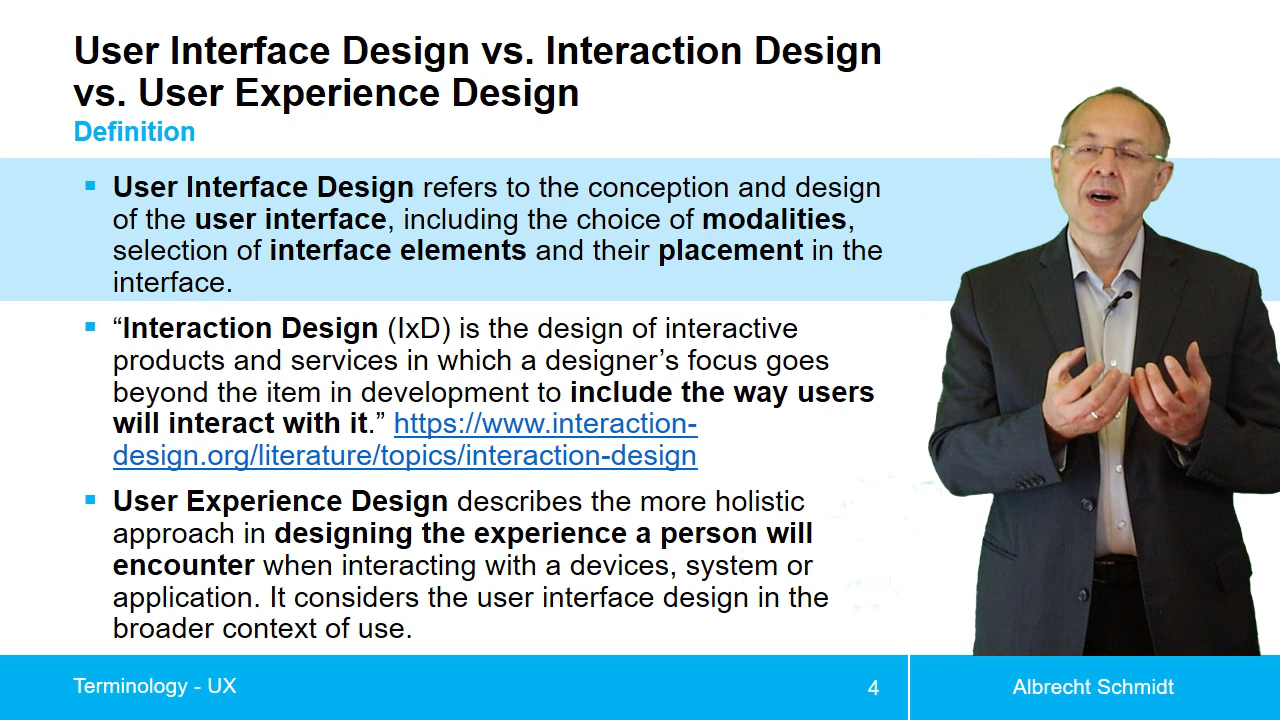 User Interface Design vs. Interaction Design
vs. User Experience Design
Definition
▪ User Interface Design refers to the conception and design
of the user interface, including the choice of modalities,
selection of interface elements and their placement in the
interface.
▪ “Interaction Design (IxD) is the design of interactive
products and services in which a designer’s focus goes
beyond the item in development to include the way users
will interact with it.” https://www.interaction-
design.org/literature/topics/interaction-design
▪ User Experience Design describes the more holistic
approach in designing the experience a person will
encounter when interacting with a devices, system or
application. It considers the user interface design in the
broader context of use.
Terminology - UX
4
Albrecht Schmidt